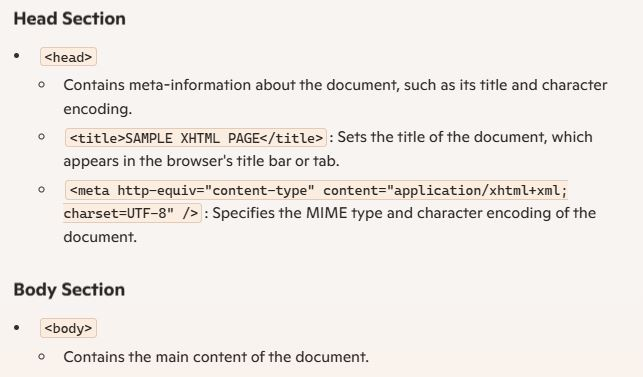 Head Section
<head>
Contains meta-information about the document, such as its title and character
encoding.
<title>SAMPLE XHTML PAGE</title> : Sets the title of the document, which
appears in the browser's title bar or tab.
<meta http-equiv="content-type" content="application/xhtml+xml;
charset=UTF-8" /> : Specifies the MIME type and character encoding of the
document.
Body Section
<body>
Contains the main content of the document.